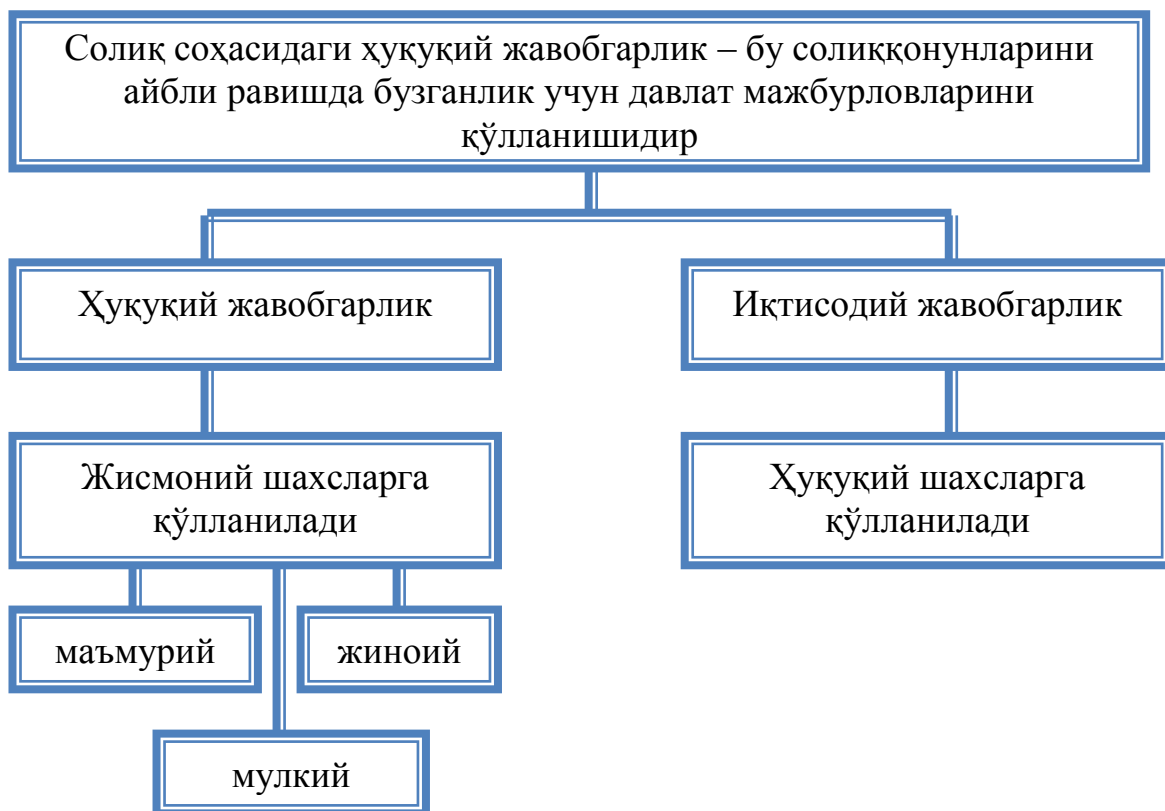 Солиқ соҳасидаги ҳуқуқий жавобгарлик – бу солиққонунларини
айбли равишда бузганлик учун давлат мажбурловларини
қўлланишидир
Ҳуқуқий жавобгарлик
Иқтисодий жавобгарлик
Жисмоний шахсларга
қўлланилади
Ҳуқуқий шахсларга
қўлланилади
маъмурий
жиноий
мулкий